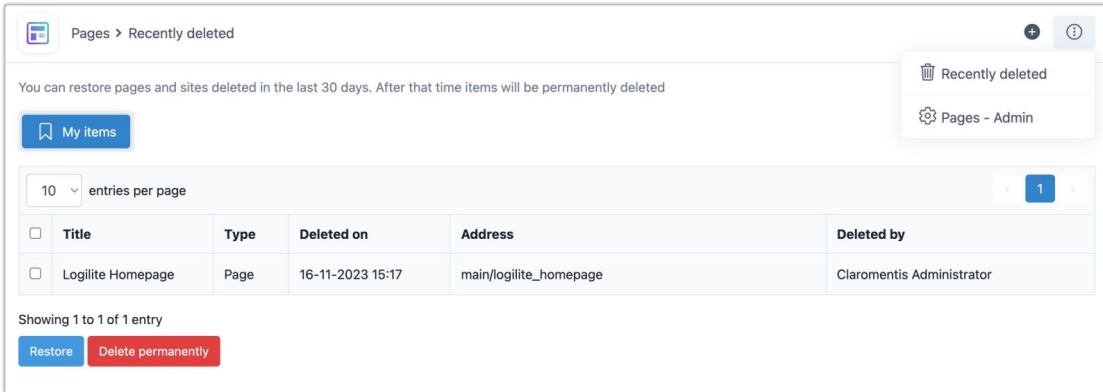 Pages > Recently deleted
Recently deleted
You can restore pages and sites deleted in the last 30 days. After that time items will be permanently deleted
Pages - Admin
My items
10 entries per page
‹ 1 ›
Title Type Deleted on Address Deleted by
Logilite Homepage Page 16-11-2023 15:17 main/logilite_homepage Claromentis Administrator
Showing 1 to 1 of 1 entry
Restore Delete permanently